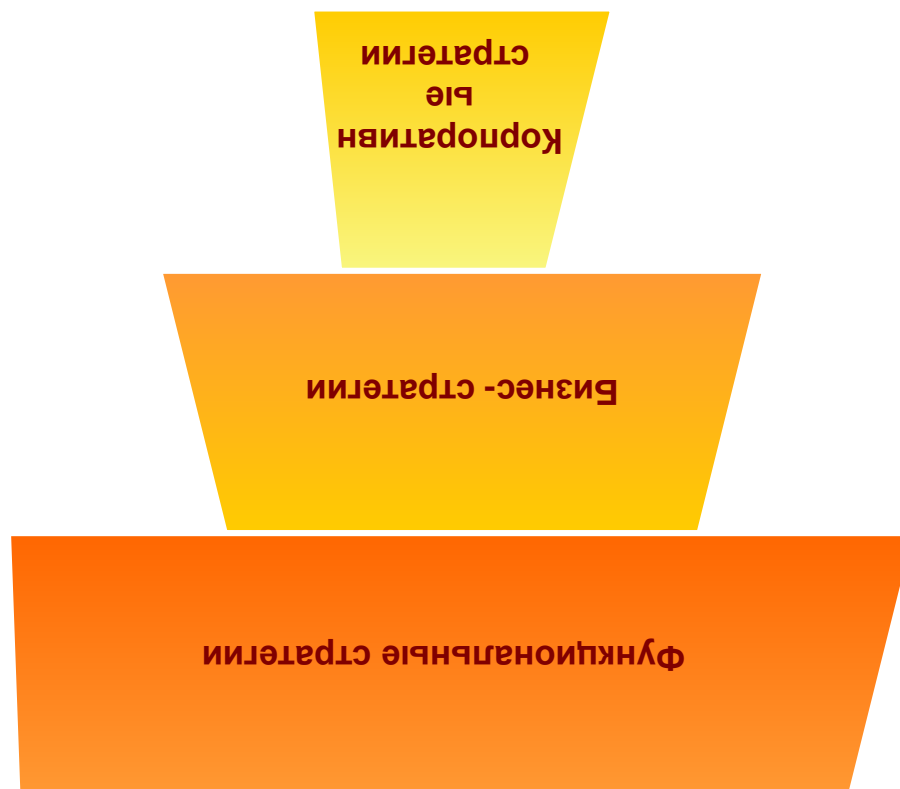 Функциональные стратегии
Бизнес- стратегии
Корпоративн
ые
стратегии